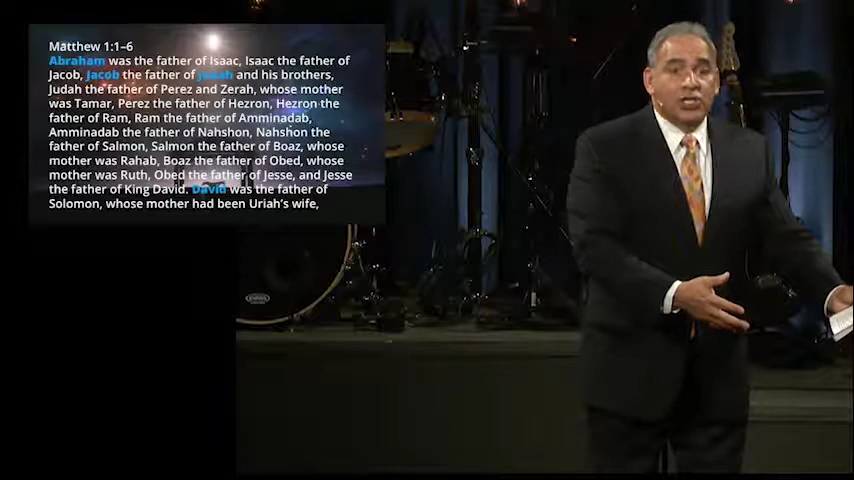 Matthew 1:1–6
Abraham was the father of Isaac, Isaac the father of
Jacob, Jacob the father of Judah and his brothers,
Judah the father of Perez and Zerah, whose mother
was Tamar, Perez the father of Hezron, Hezron the
father of Ram, Ram the father of Amminadab,
Amminadab the father of Nahshon, Nahshon the
father of Salmon, Salmon the father of Boaz, whose
mother was Rahab, Boaz the father of Obed, whose
mother was Ruth, Obed the father of Jesse, and Jesse
the father of King David. David was the father of
Solomon, whose mother had been Uriah's wife,